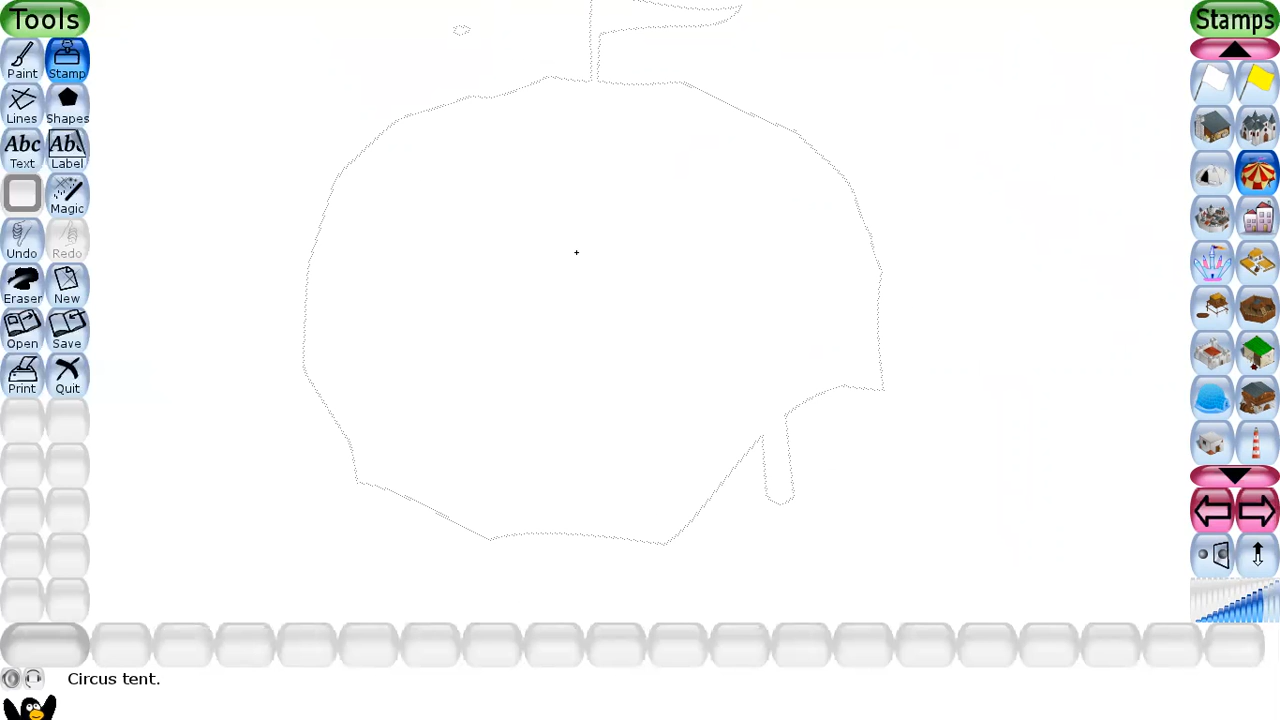 Tools
Stamps
Paint Stamp
Lines Shapes
Abc Abc
Text Label
Magic
Undo Redo
Eraser New
Open Save
Print Quit
Circus tent.